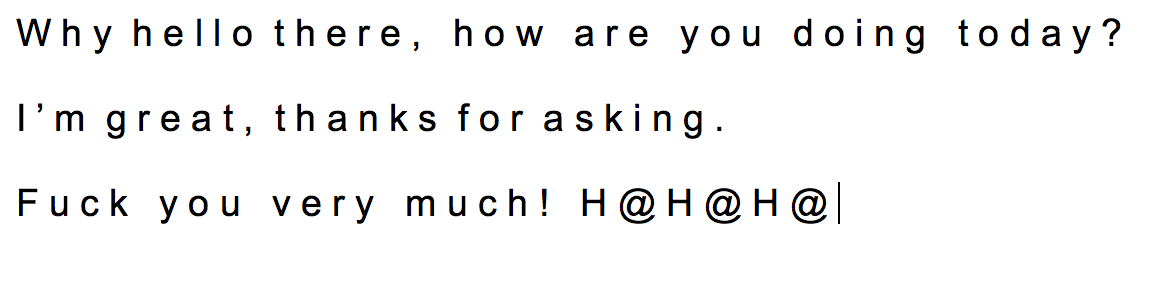 Why hello there, how are you doing today?
I’m great, thanks for asking.
Fuck you very much! H@H@H@